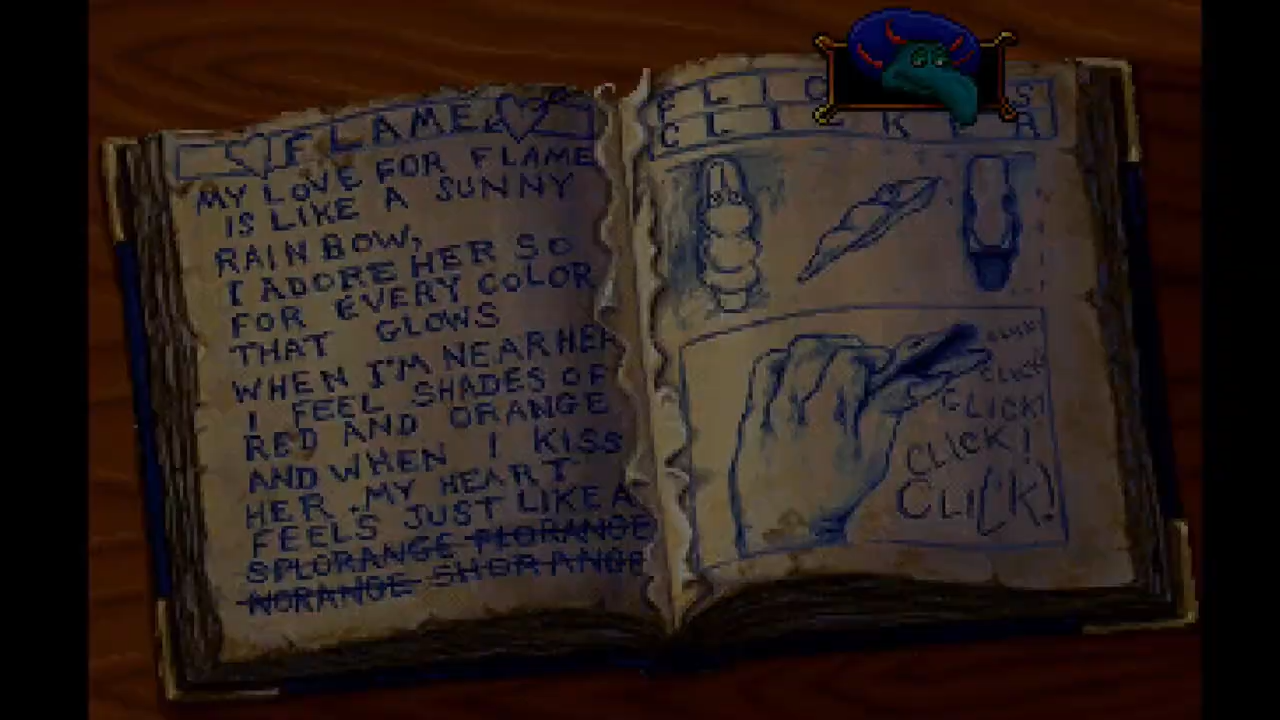 FLAME
MY LOVE FOR FLAME
IS LIKE A SUNNY
RAINBOW,
I ADORE HER SO
FOR EVERY COLOR
THAT GLOWS
WHEN I'M NEAR HER
I FEEL SHADES OF
RED AND ORANGE
AND WHEN I KISS
HER MY HEART
FEELS JUST LIKE A
SPLORANGE PLORANGE
NORANGE SHORANGE
CLICK!
CLICK!
CLICK!
CLICK!
CLICK!